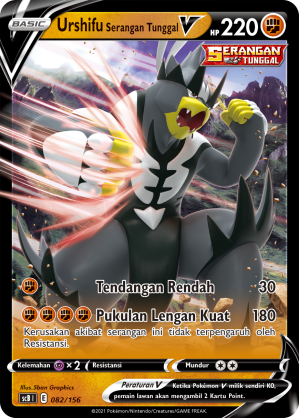 BASIC Urshifu Serangan Tunggal V HP 220
SERANGAN
TUNGGAL
Tendangan Rendah 30
Pukulan Lengan Kuat 180
Kerusakan akibat serangan ini tidak terpengaruh oleh
Resistansi.
Kelemahan ×2 Resistansi Mundur
Illus. 5ban Graphics
Peraturan V Ketika Pokémon V milik sendiri KO,
pemain lawan akan mengambil 2 Kartu Point.
sc3 I E 082/156
©2021 Pokémon/Nintendo/Creatures/GAME FREAK.